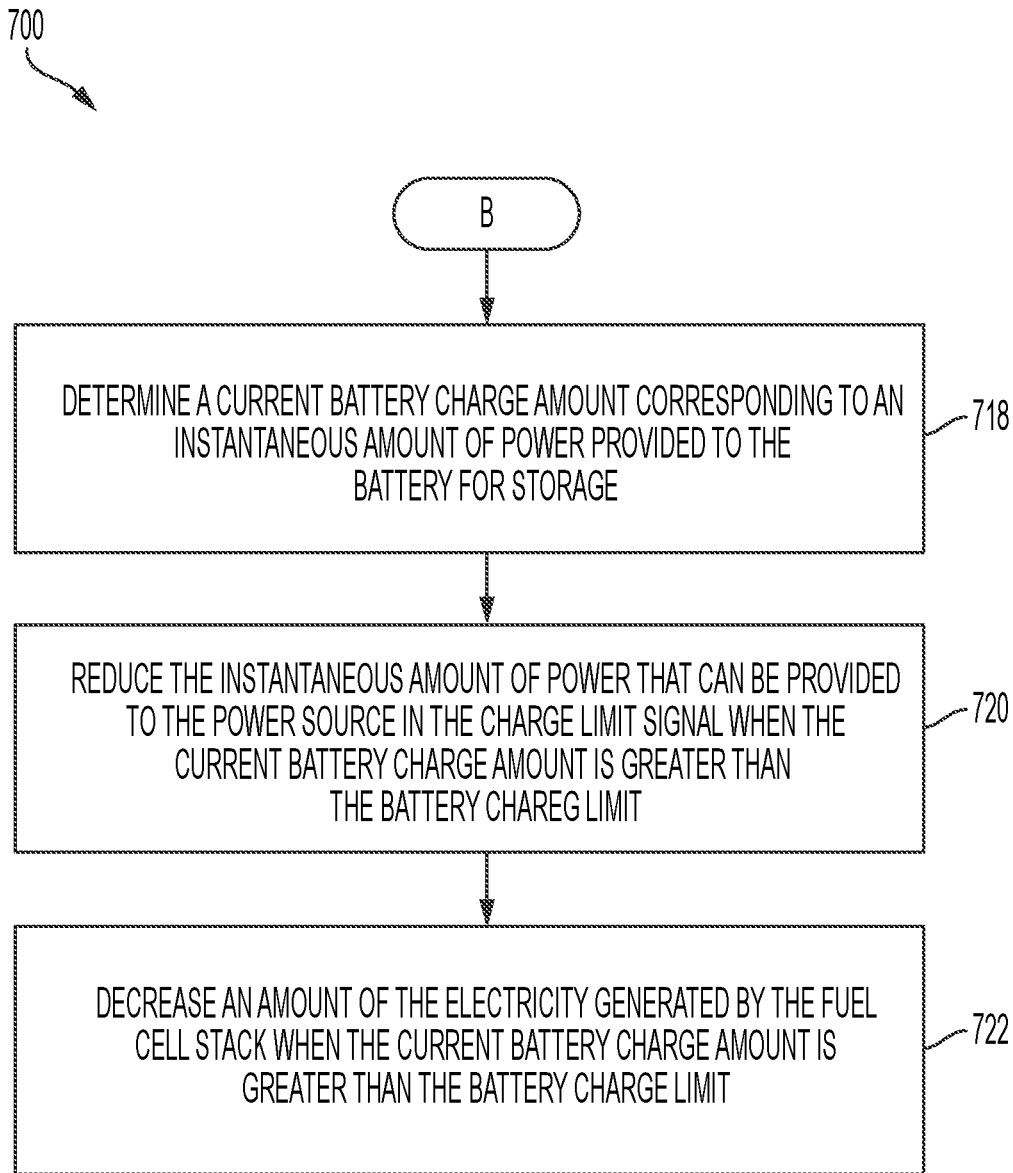 700
B
DETERMINE A CURRENT BATTERY CHARGE AMOUNT CORRESPONDING TO AN
INSTANTANEOUS AMOUNT OF POWER PROVIDED TO THE
BATTERY FOR STORAGE
718
REDUCE THE INSTANTANEOUS AMOUNT OF POWER THAT CAN BE PROVIDED
TO THE POWER SOURCE IN THE CHARGE LIMIT SIGNAL WHEN THE
CURRENT BATTERY CHARGE AMOUNT IS GREATER THAN
THE BATTERY CHAREG LIMIT
720
DECREASE AN AMOUNT OF THE ELECTRICITY GENERATED BY THE FUEL
CELL STACK WHEN THE CURRENT BATTERY CHARGE AMOUNT IS
GREATER THAN THE BATTERY CHARGE LIMIT
722